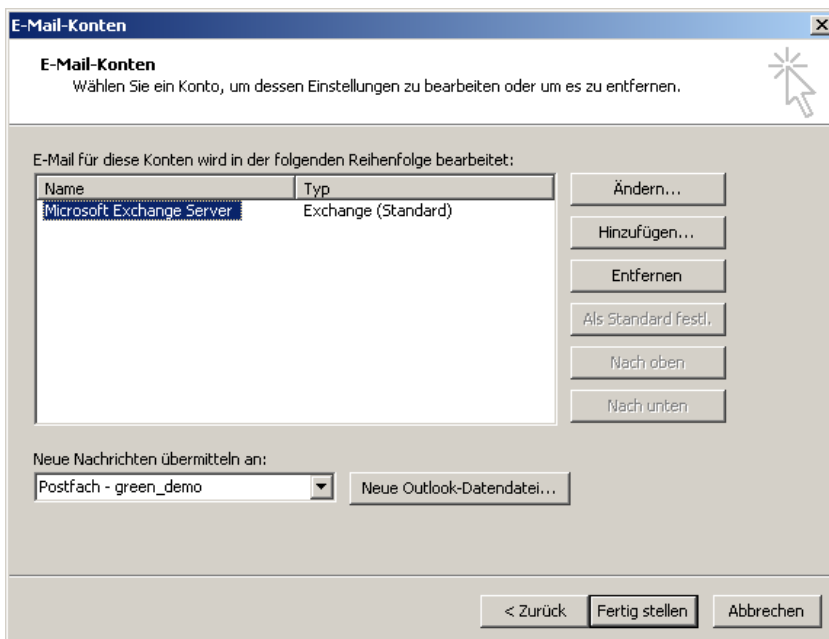 E-Mail-Konten
E-Mail-Konten
Wählen Sie ein Konto, um dessen Einstellungen zu bearbeiten oder um es zu entfernen.
E-Mail für diese Konten wird in der folgenden Reihenfolge bearbeitet:
Name Typ
Microsoft Exchange Server Exchange (Standard)
Ändern...
Hinzufügen...
Entfernen
Als Standard festl.
Nach oben
Nach unten
Neue Nachrichten übermitteln an:
Postfach - green_demo Neue Outlook-Datendatei...
< Zurück Fertig stellen Abbrechen